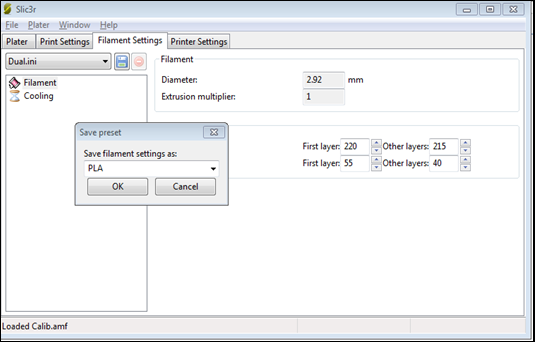 Slic3r
File Plater Window Help
Plater Print Settings Filament Settings Printer Settings
Dual.ini
Filament
Cooling
Filament
Diameter: 2.92 mm
Extrusion multiplier: 1
Save preset
Save filament settings as:
PLA
OK Cancel
First layer: 220 Other layers: 215
First layer: 55 Other layers: 40
Loaded Calib.amf